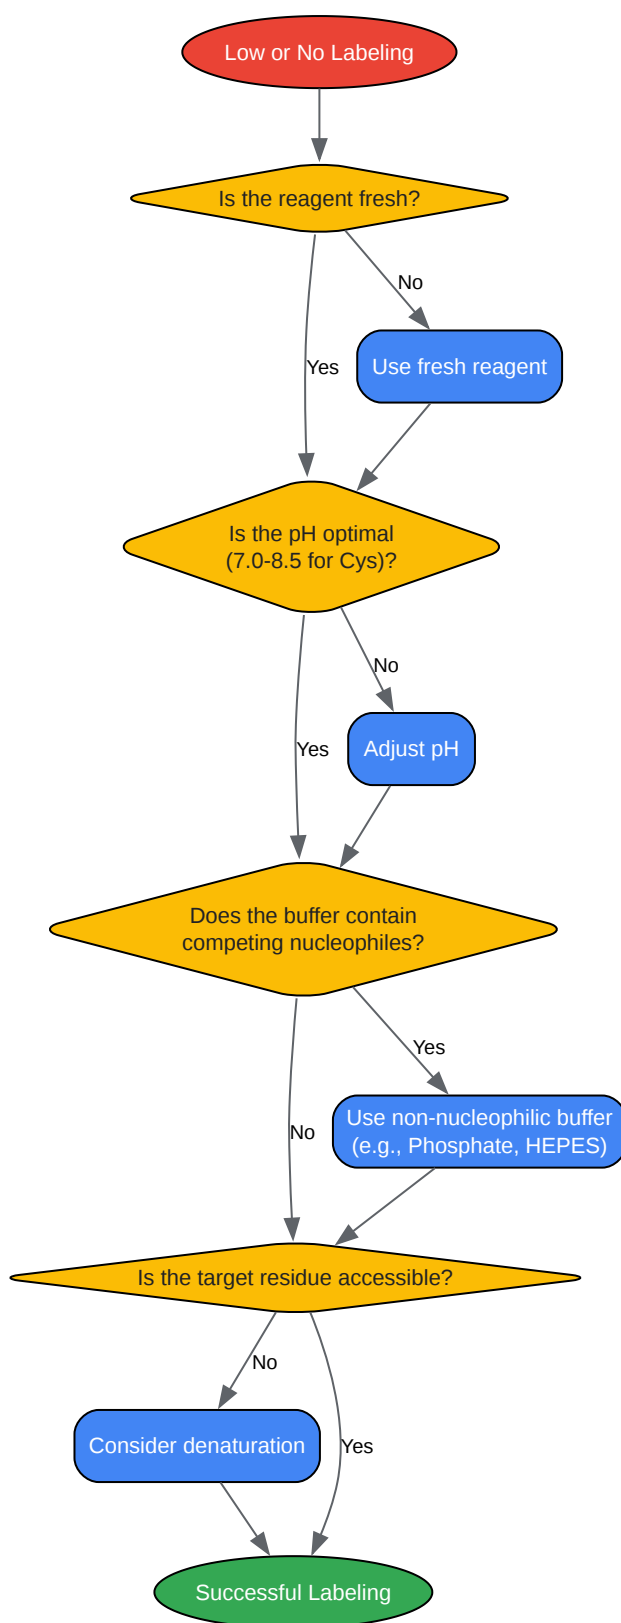 Low or No Labeling
Is the reagent fresh?
No
Yes
Use fresh reagent
Is the pH optimal
(7.0-8.5 for Cys)?
No
Yes
Adjust pH
Does the buffer contain
competing nucleophiles?
Yes
No
Use non-nucleophilic buffer
(e.g., Phosphate, HEPES)
Is the target residue accessible?
No
Consider denaturation
Yes
Successful Labeling